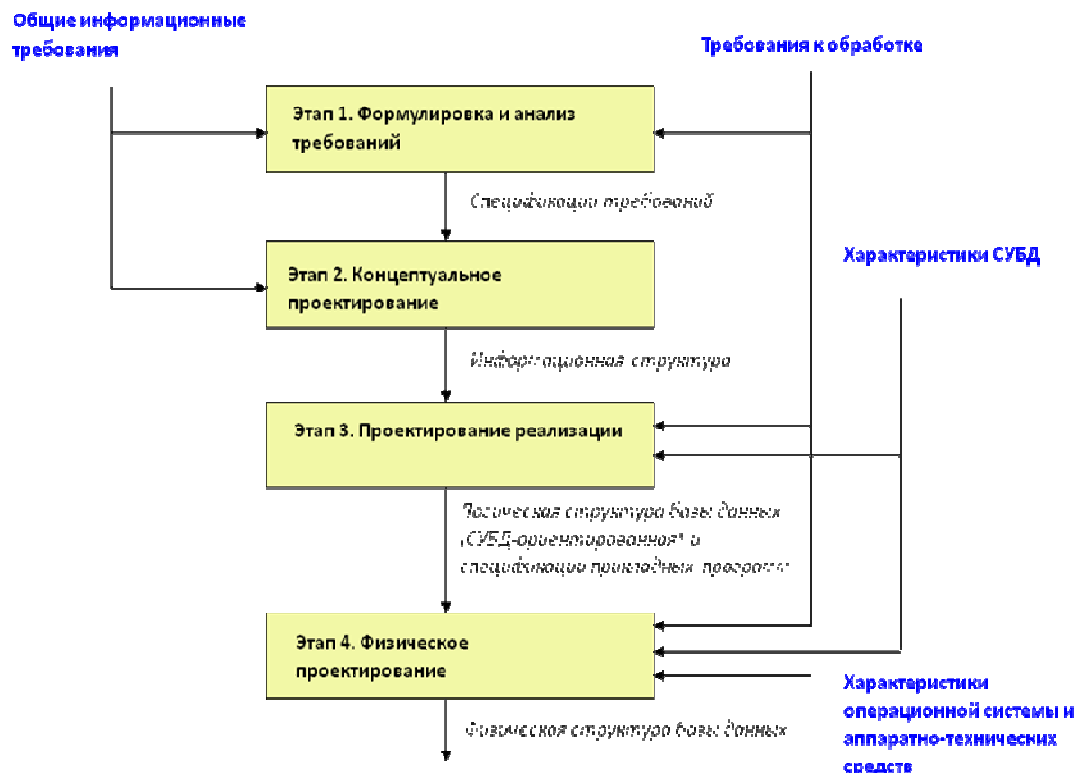 Общие информационные
требования
Требования к обработке
Этап 1. Формулировка и анализ
требований
Спецификации требований
Характеристики СУБД
Этап 2. Концептуальное
проектирование
Информационная структура
Этап 3. Проектирование реализации
Логическая структура базы данных
(СУБД-ориентированная) и
спецификации прикладных программ
Этап 4. Физическое
проектирование
Характеристики
операционной системы и
аппаратно-технических
средств
Физическая структура базы данных